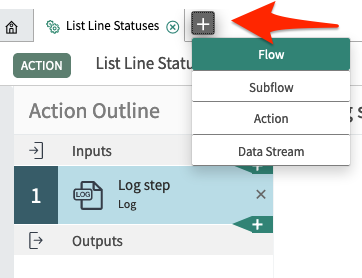 List Line Statuses
Flow
ACTION
List Line Statu
Subflow
Action Outline
Action
Inputs
Data Stream
1
LOG
Log step
Log
Outputs